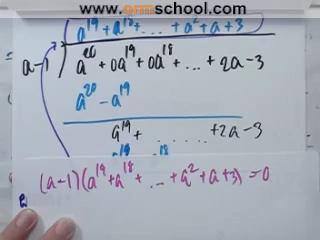 www.ormschool.com
a^19 + a^18 + ... + a^2 + a + 3
a-1 ) a^20 + 0a^19 + 0a^18 + ... + 2a - 3
a^20 - a^19
a^19 + ...... + 2a - 3
(a-1)(a^19 + a^18 + ... + a^2 + a + 3) = 0